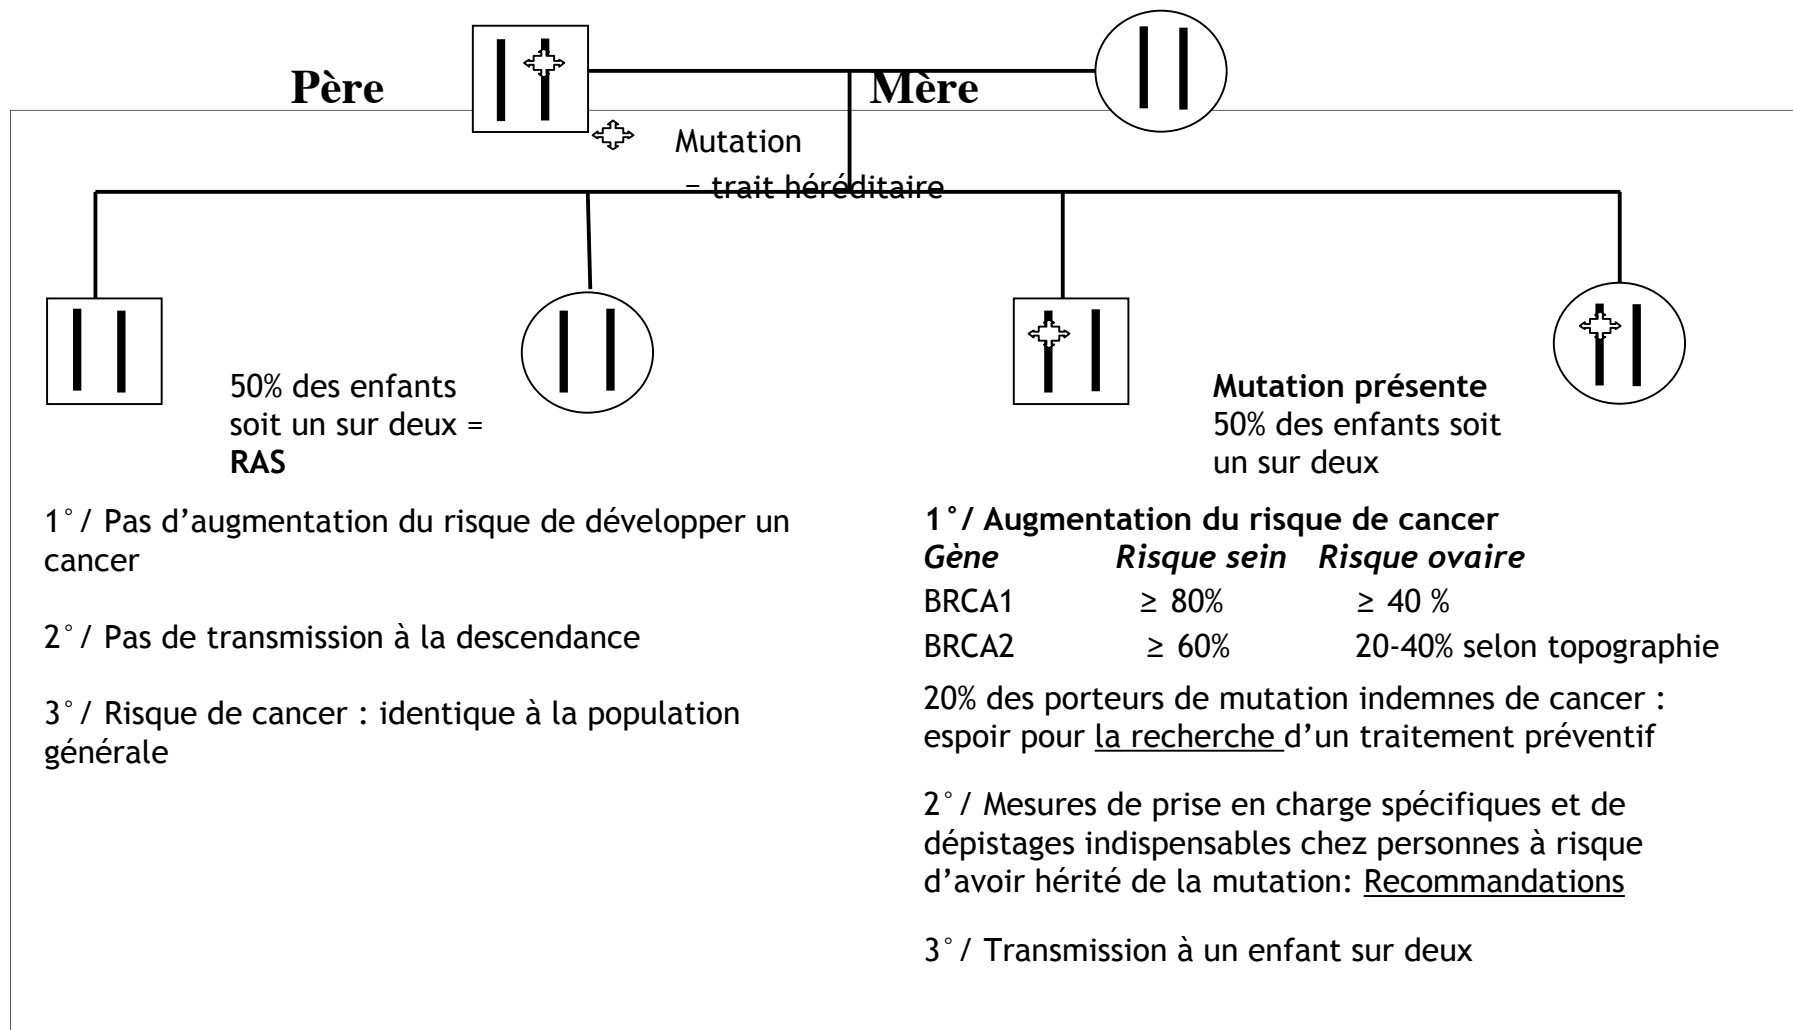 Père
Mère
Mutation
= trait héréditaire
50% des enfants
soit un sur deux =
RAS
Mutation présente
50% des enfants soit
un sur deux
1°/ Pas d’augmentation du risque de développer un
cancer
2°/ Pas de transmission à la descendance
3°/ Risque de cancer : identique à la population
générale
1°/ Augmentation du risque de cancer
Gène Risque sein Risque ovaire
BRCA1 ≥ 80% ≥ 40 %
BRCA2 ≥ 60% 20-40% selon topographie
20% des porteurs de mutation indemnes de cancer :
espoir pour la recherche d’un traitement préventif
2°/ Mesures de prise en charge spécifiques et de
dépistages indispensables chez personnes à risque
d’avoir hérité de la mutation: Recommandations
3°/ Transmission à un enfant sur deux